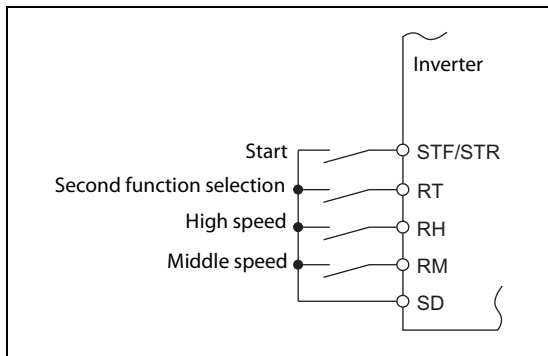 Inverter
Start STF/STR
Second function selection RT
High speed RH
Middle speed RM
SD